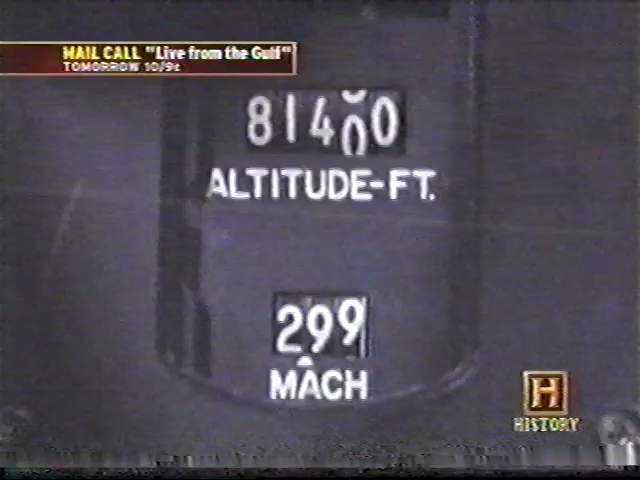 MAIL CALL "Live from the Gulf"
TOMORROW 10/9c
81400
ALTITUDE-FT.
299
MACH
H
HISTORY